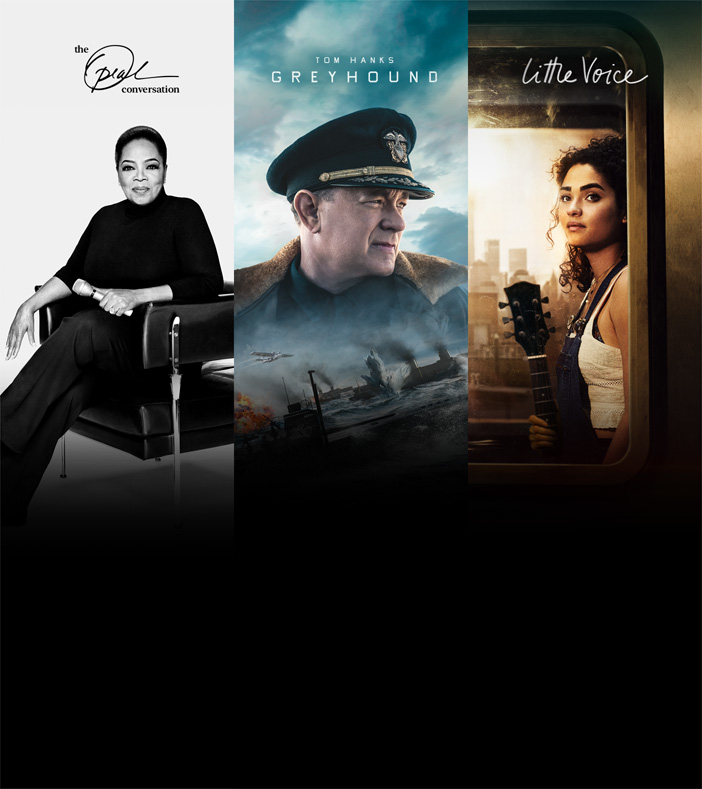 the
Oprah
conversation
TOM HANKS
GREYHOUND
Little Voice